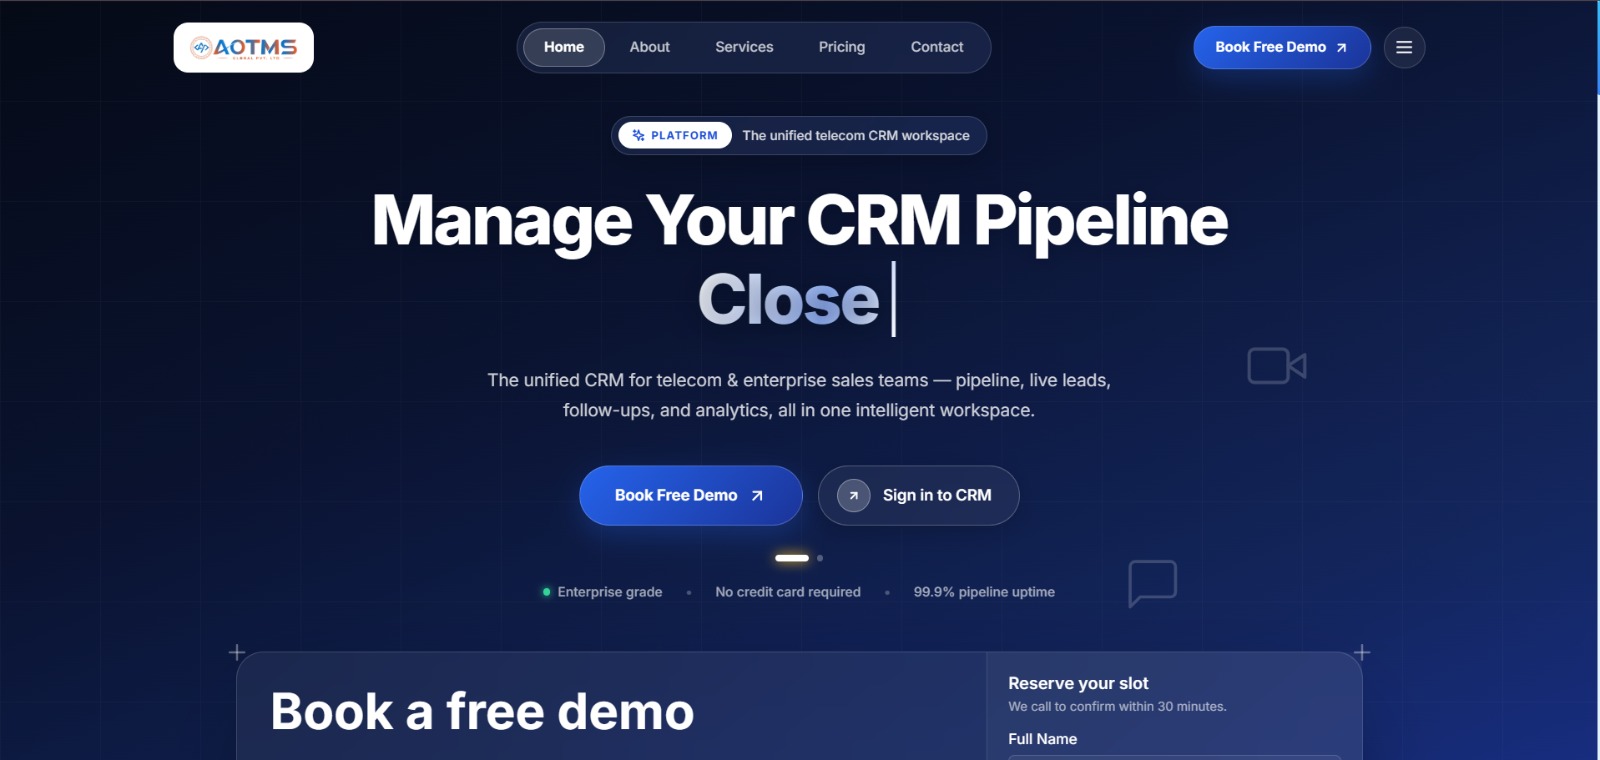 AOTMS
GLOBAL PVT. LTD
Home
About
Services
Pricing
Contact
Book Free Demo
PLATFORM
The unified telecom CRM workspace
Manage Your CRM Pipeline
Close
The unified CRM for telecom & enterprise sales teams — pipeline, live leads,
follow-ups, and analytics, all in one intelligent workspace.
Book Free Demo
Sign in to CRM
Enterprise grade
No credit card required
99.9% pipeline uptime
Book a free demo
Reserve your slot
We call to confirm within 30 minutes.
Full Name